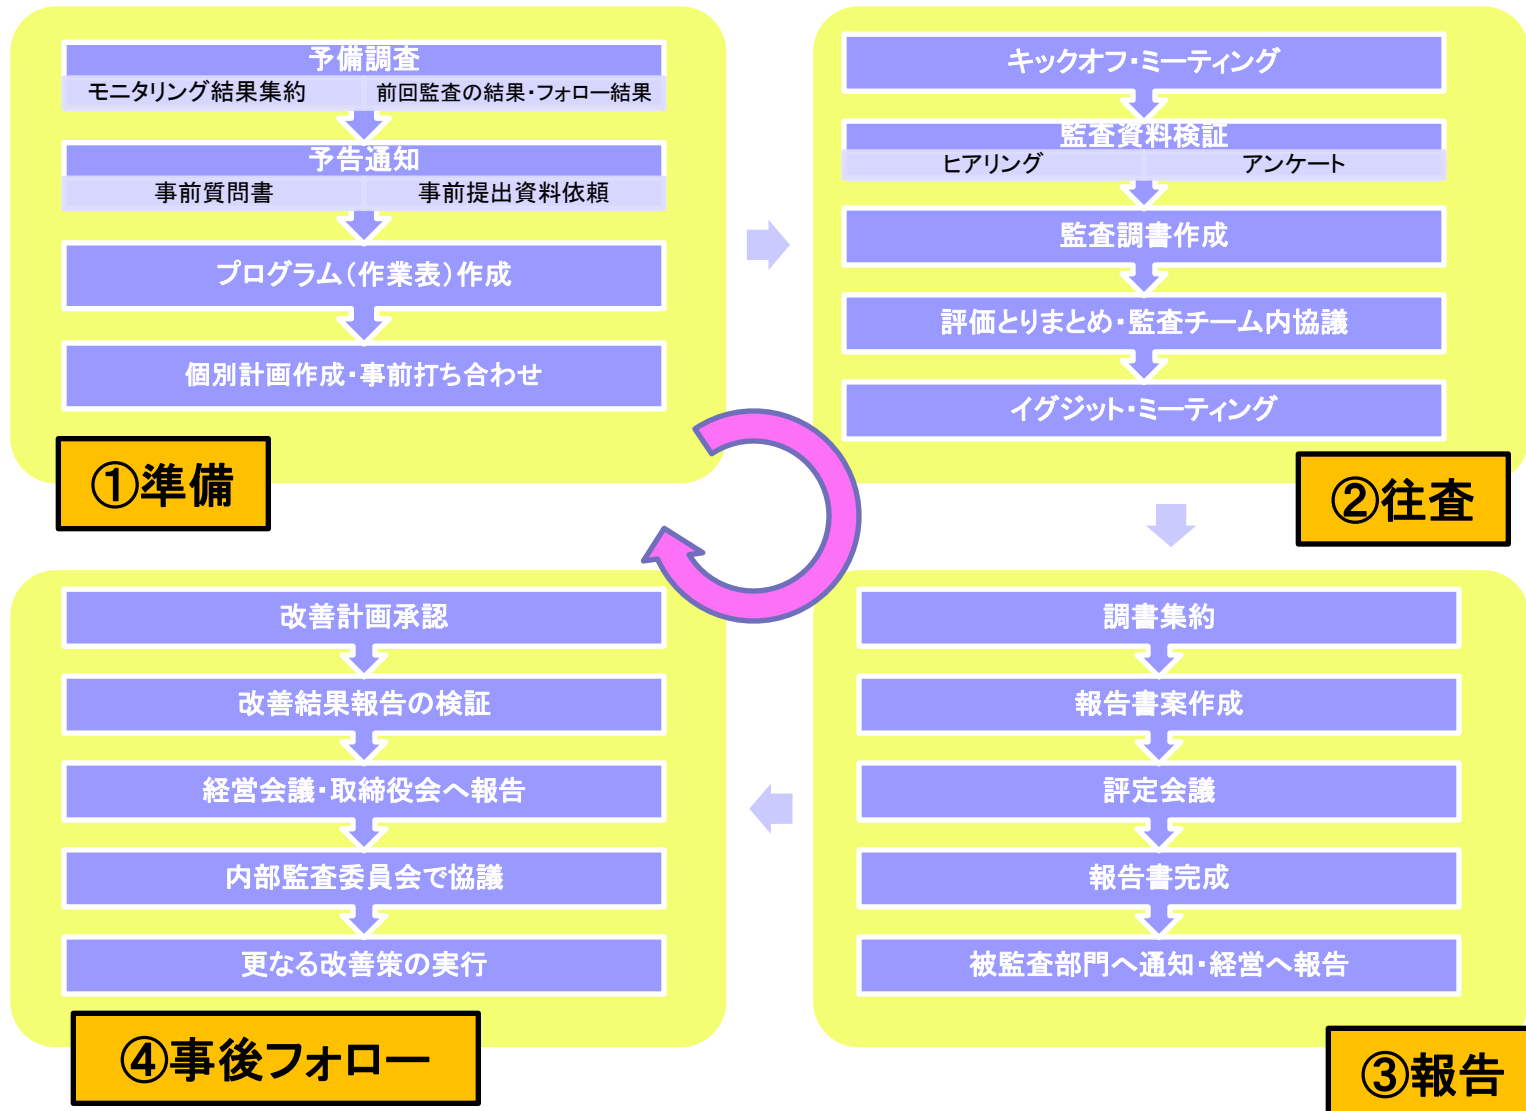 予備調査
モニタリング結果集約
前回監査の結果・フォロー結果
予告通知
事前質問書
事前提出資料依頼
プログラム(作業表)作成
個別計画作成・事前打ち合わせ
①準備
キックオフ・ミーティング
監査資料検証
ヒアリング
アンケート
監査調書作成
評価とりまとめ・監査チーム内協議
イグジット・ミーティング
②往査
調書集約
報告書案作成
評定会議
報告書完成
被監査部門へ通知・経営へ報告
③報告
改善計画承認
改善結果報告の検証
経営会議・取締役会へ報告
内部監査委員会で協議
更なる改善策の実行
④事後フォロー